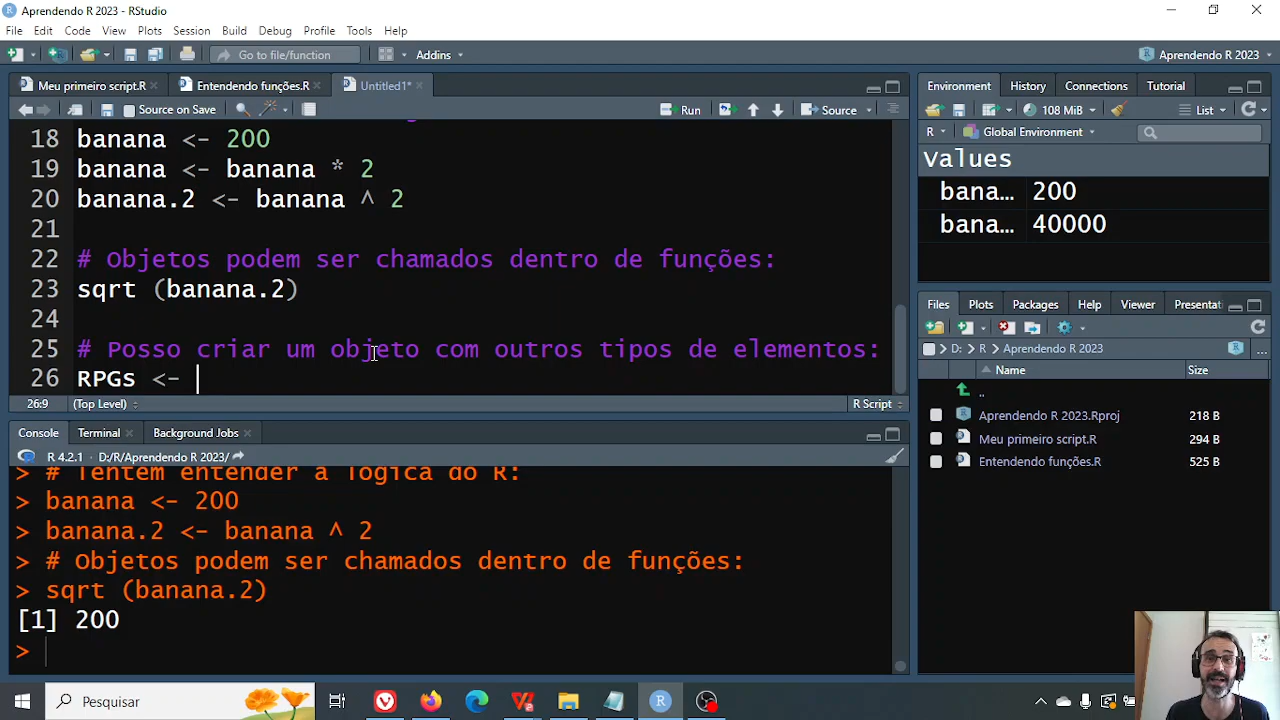 Aprendendo R 2023 - RStudio
File Edit Code View Plots Session Build Debug Profile Tools Help
Go to file/function Addins Aprendendo R 2023
Meu primeiro script.R Entendendo funções.R Untitled1*
Source on Save Run Source
18 banana <- 200
19 banana <- banana * 2
20 banana.2 <- banana ^ 2
21
22 # Objetos podem ser chamados dentro de funções:
23 sqrt (banana.2)
24
25 # Posso criar um objeto com outros tipos de elementos:
26 RPGs <-
26:9 (Top Level) R Script
Console Terminal Background Jobs
R 4.2.1 · D:/R/Aprendendo R 2023/
> # Tentem entender a lógica do R:
> banana <- 200
> banana.2 <- banana ^ 2
> # Objetos podem ser chamados dentro de funções:
> sqrt (banana.2)
[1] 200
>
Environment History Connections Tutorial
108 MiB List
R Global Environment
Values
bana... 200
bana... 40000
Files Plots Packages Help Viewer Presentati
D: R Aprendendo R 2023 ...
Name Size
..
Aprendendo R 2023.Rproj 218 B
Meu primeiro script.R 294 B
Entendendo funções.R 525 B
Pesquisar